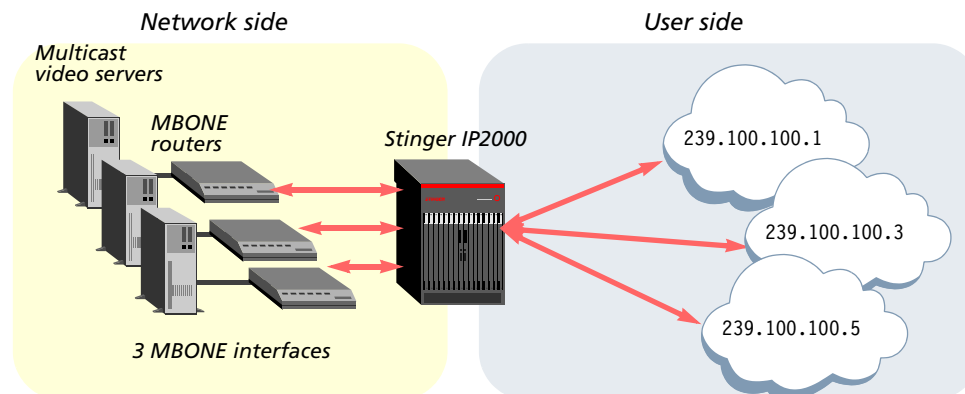 Network side
User side
Multicast
video servers
MBONE
routers
Stinger IP2000
239.100.100.1
239.100.100.3
239.100.100.5
3 MBONE interfaces